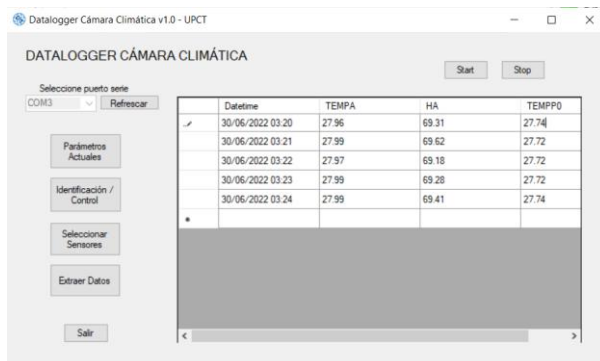 Datalogger Cámara Climática v1.0 - UPCT
DATALOGGER CÁMARA CLIMÁTICA
Start Stop
Seleccione puerto serie
COM3 Refrescar
Datetime TEMPA HA TEMPP0
30/06/2022 03:20 27.96 69.31 27.74
30/06/2022 03:21 27.99 69.62 27.72
30/06/2022 03:22 27.97 69.18 27.72
30/06/2022 03:23 27.99 69.28 27.72
30/06/2022 03:24 27.99 69.41 27.74
Parámetros
Actuales
Identificación /
Control
Seleccionar
Sensores
Extraer Datos
Salir